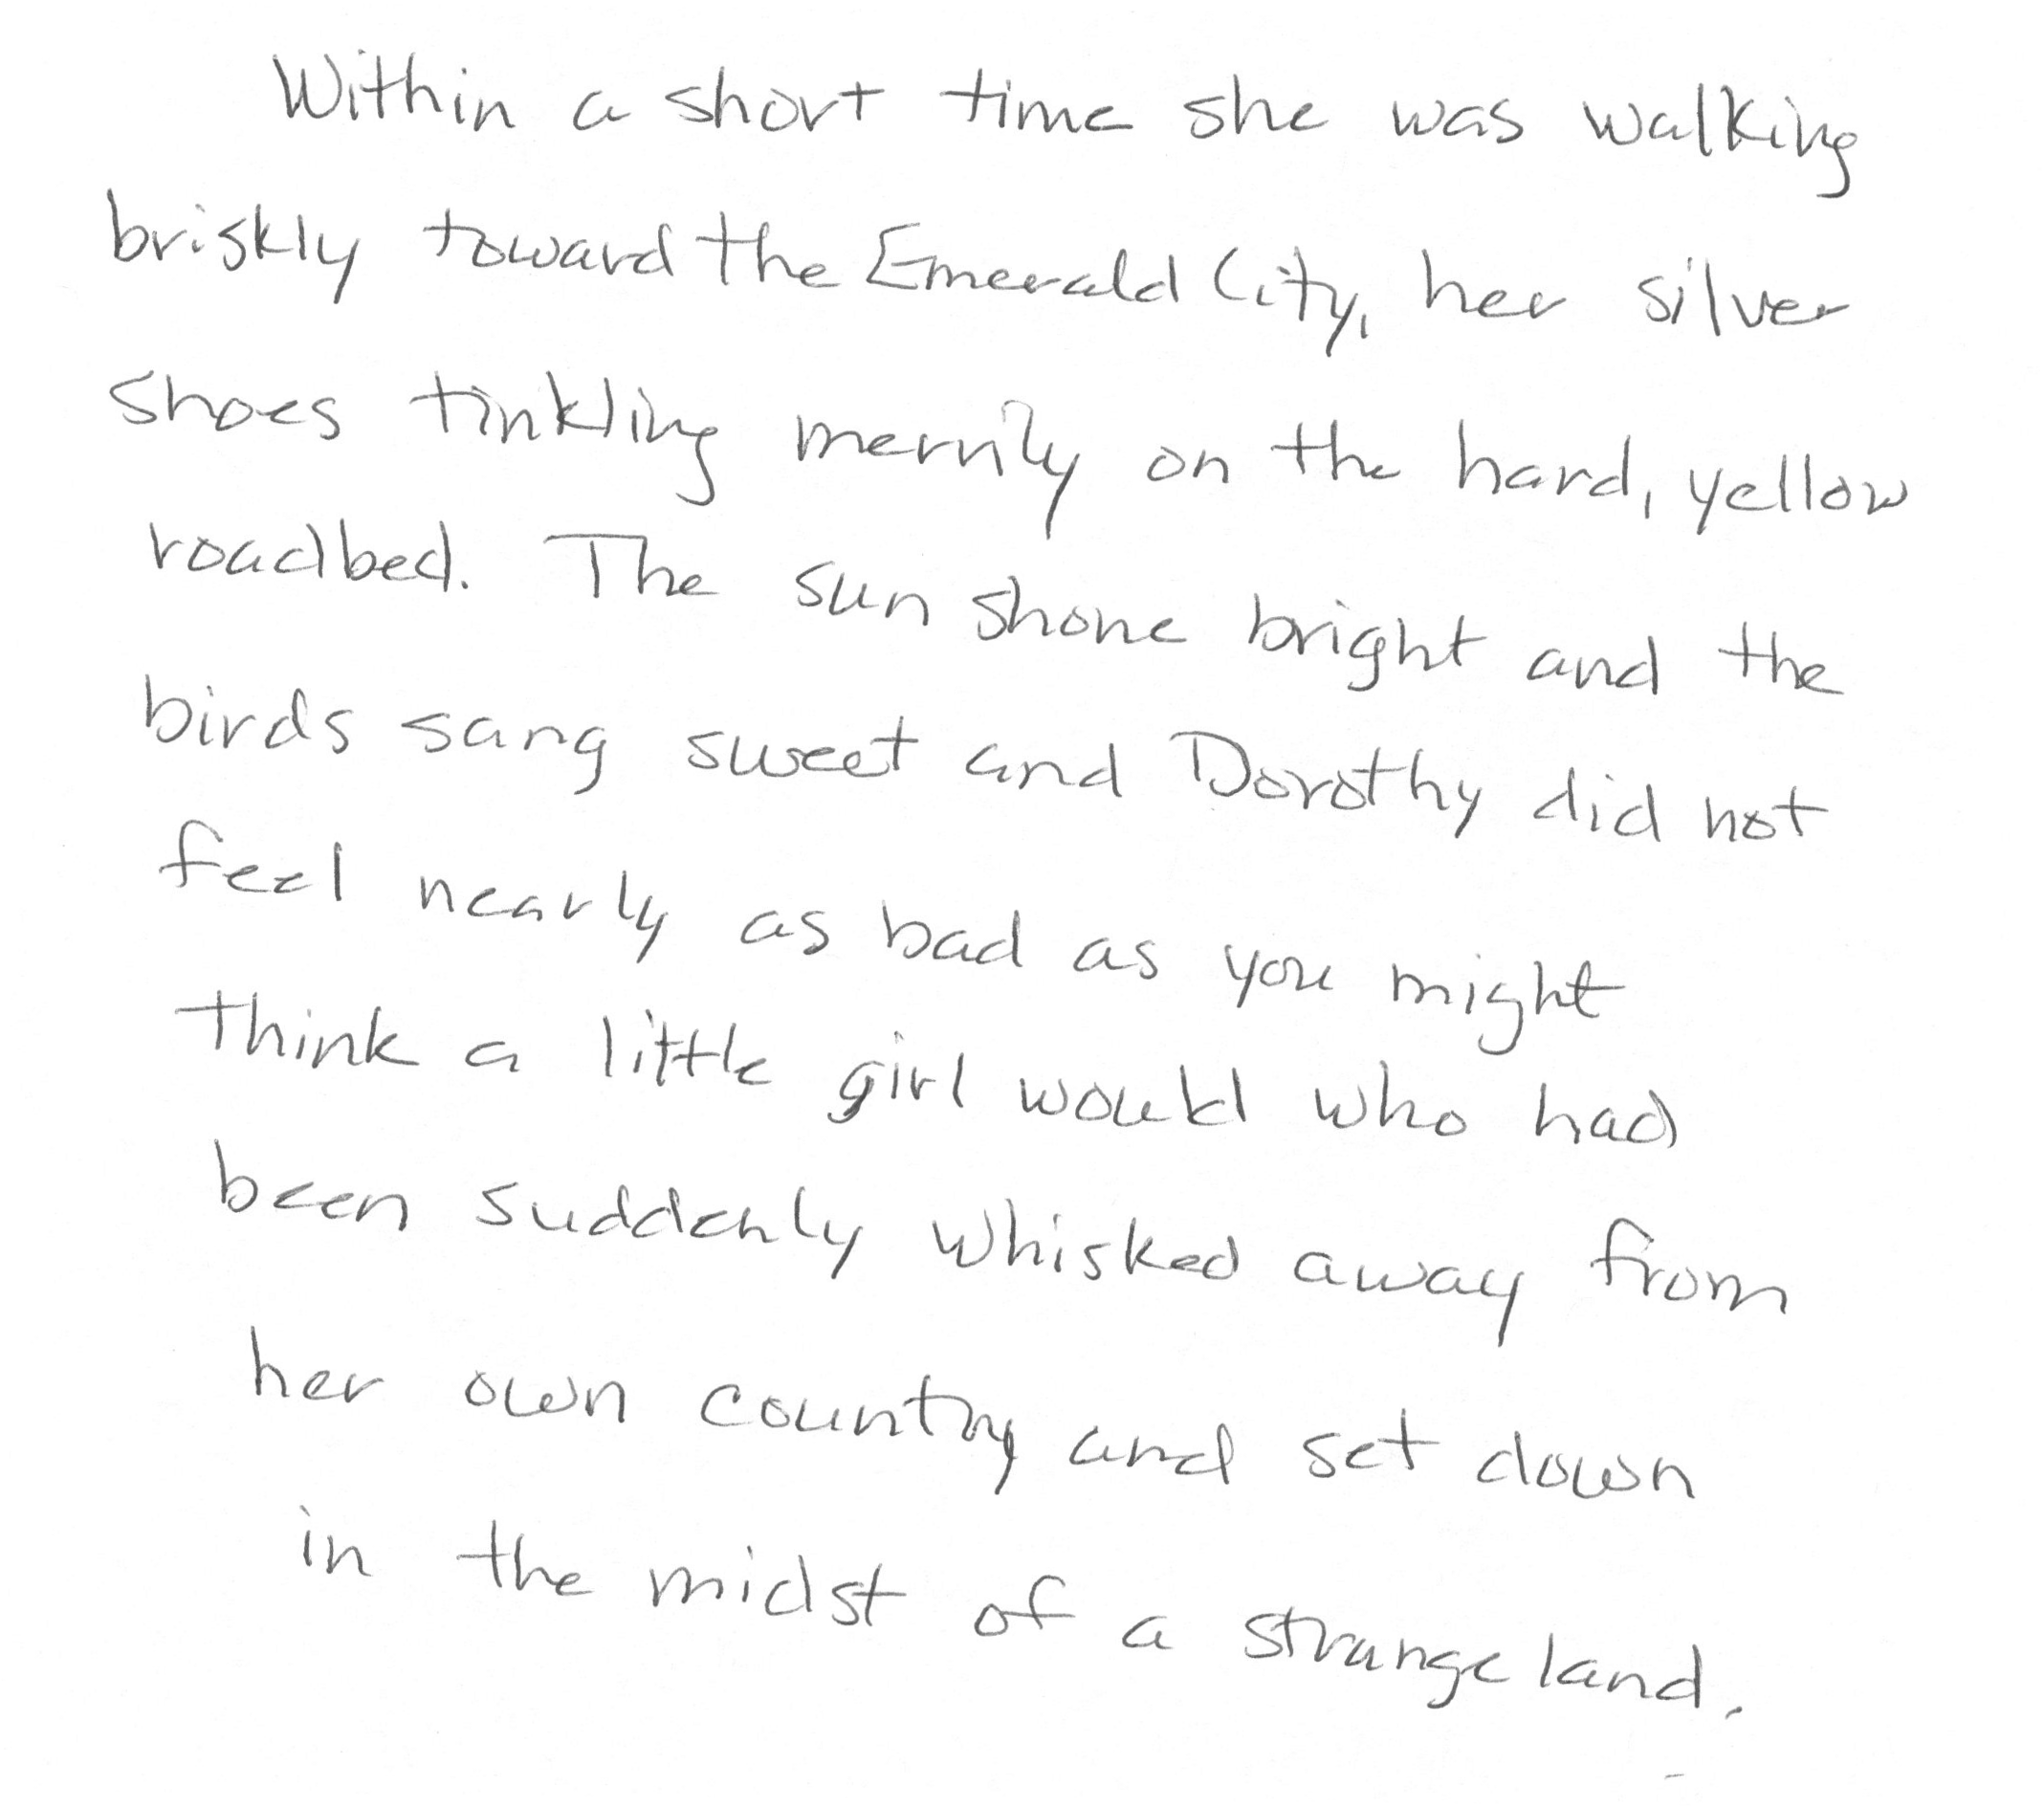 Within a short time she was walking
briskly toward the Emerald City, her silver
shoes tinkling merrily on the hard, yellow
roadbed. The sun shone bright and the
birds sang sweet and Dorothy did not
feel nearly as bad as you might
think a little girl would who had
been suddenly whisked away from
her own country and set down
in the midst of a strange land.